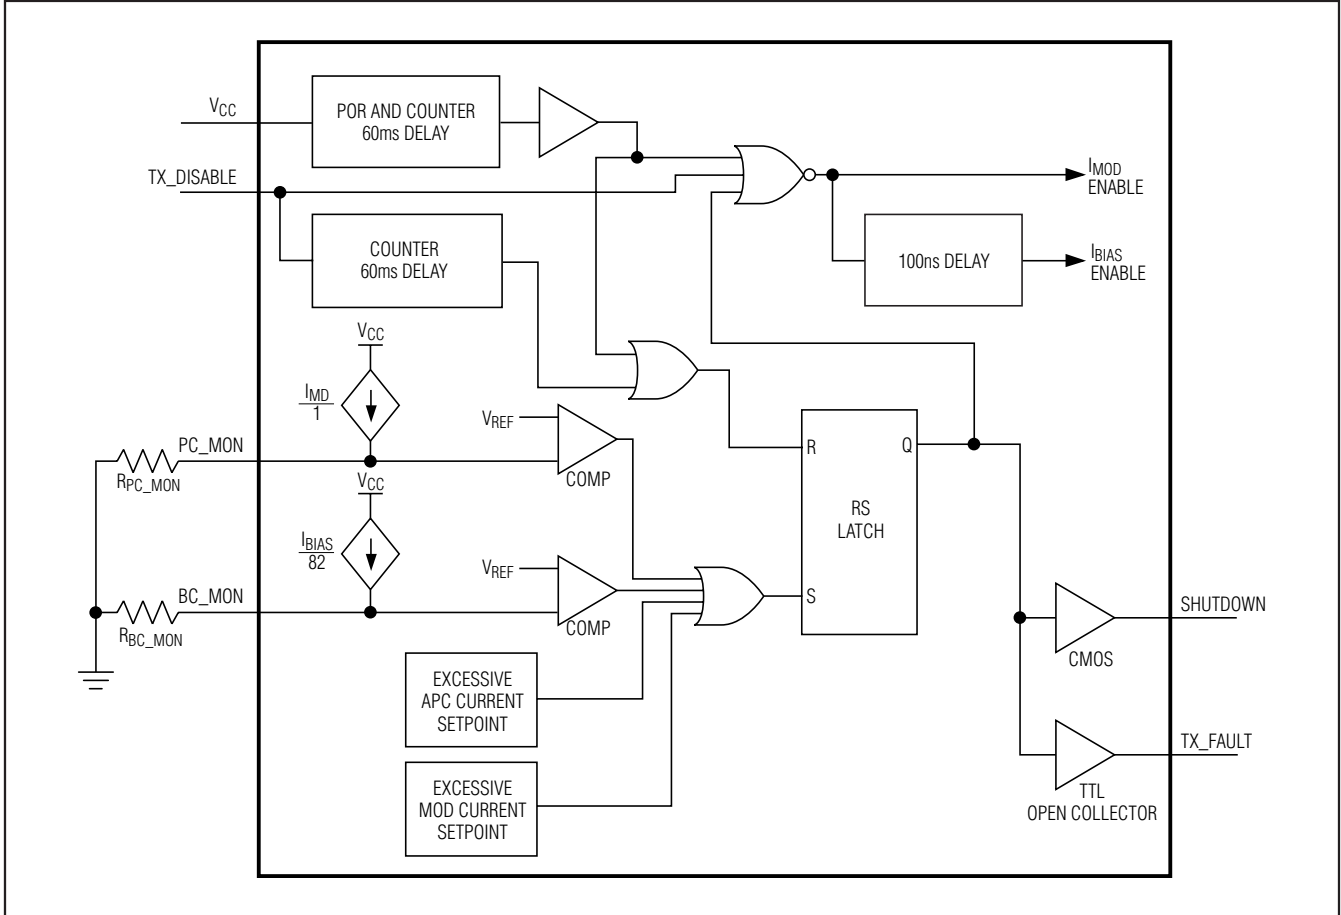 VCC
POR AND COUNTER
60ms DELAY
TX_DISABLE
IMOD
ENABLE
COUNTER
60ms DELAY
100ns DELAY
IBIAS
ENABLE
VCC
IMD
1
VREF
PC_MON
COMP
RPC_MON
VCC
R
Q
RS
LATCH
S
IBIAS
82
VREF
BC_MON
COMP
RBC_MON
SHUTDOWN
CMOS
EXCESSIVE
APC CURRENT
SETPOINT
TX_FAULT
TTL
OPEN COLLECTOR
EXCESSIVE
MOD CURRENT
SETPOINT